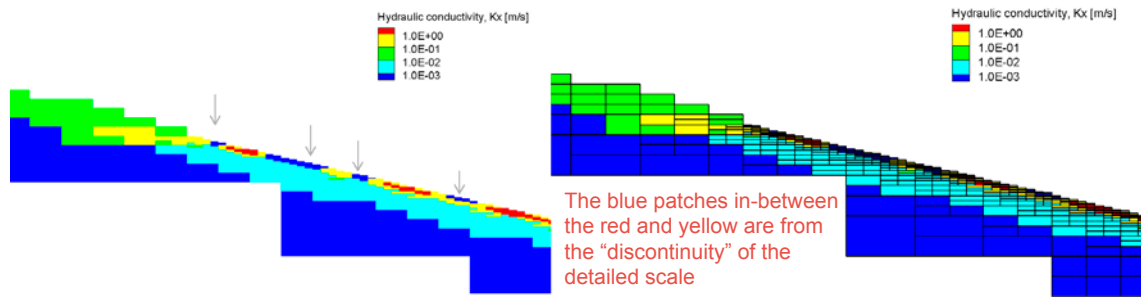 Hydraulic conductivity, Kx [m/s]
1.0E+00
1.0E-01
1.0E-02
1.0E-03
Hydraulic conductivity, Kx [m/s]
1.0E+00
1.0E-01
1.0E-02
1.0E-03
The blue patches in-between
the red and yellow are from
the “discontinuity” of the
detailed scale